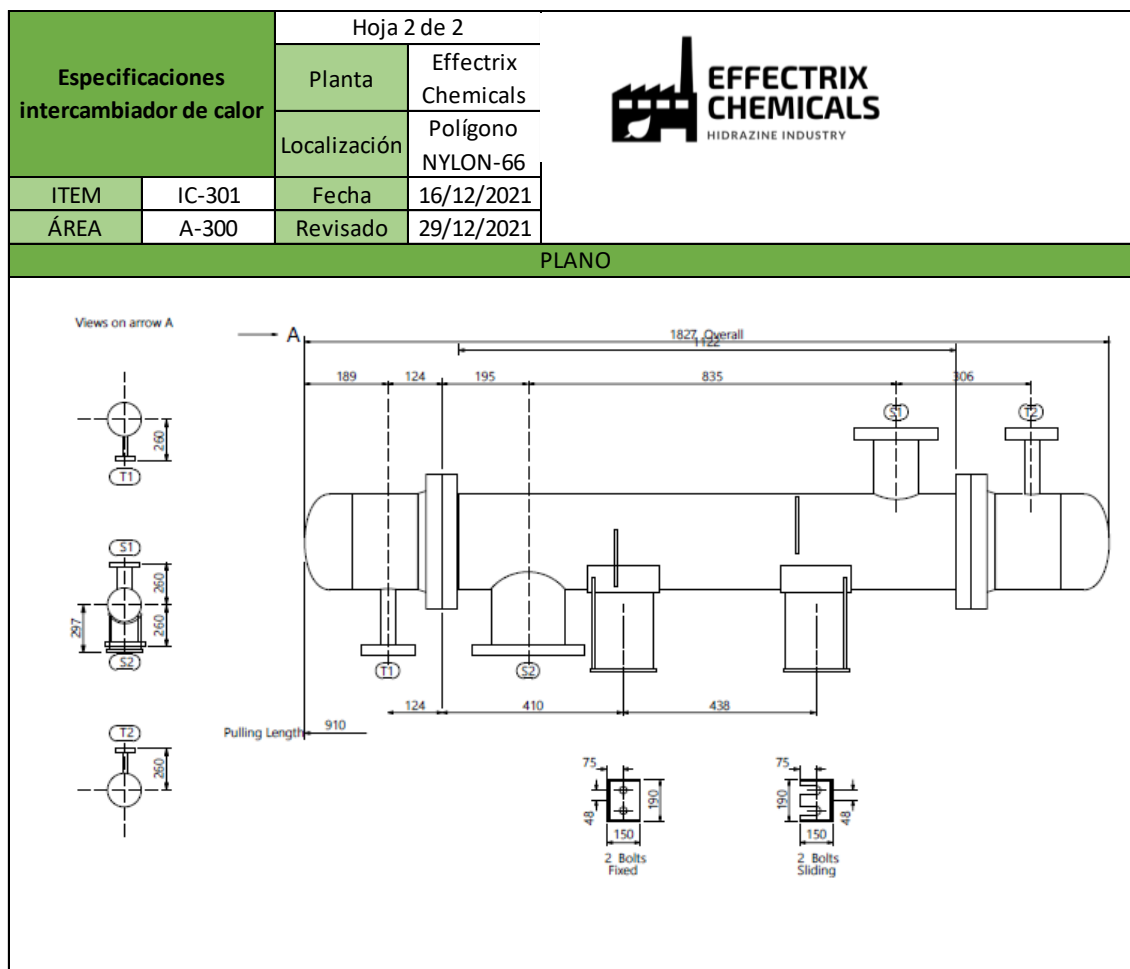 Hoja 2 de 2
Especificaciones
intercambiador de calor
Planta
Effectrix
Chemicals
Localización
Polígono
NYLON-66
ITEM IC-301 Fecha 16/12/2021
ÁREA A-300 Revisado 29/12/2021
EFFECTRIX
CHEMICALS
HIDRAZINE INDUSTRY
PLANO
Views on arrow A
A
1827 Overall
1122
189 124 195 835 306
S1 T2
260
T1
S1
260
297
260
S2
T1 S2
124 410 438
Pulling Length 910
T2
260
75
190
48
150
2 Bolts
Fixed
75
190
48
150
2 Bolts
Sliding